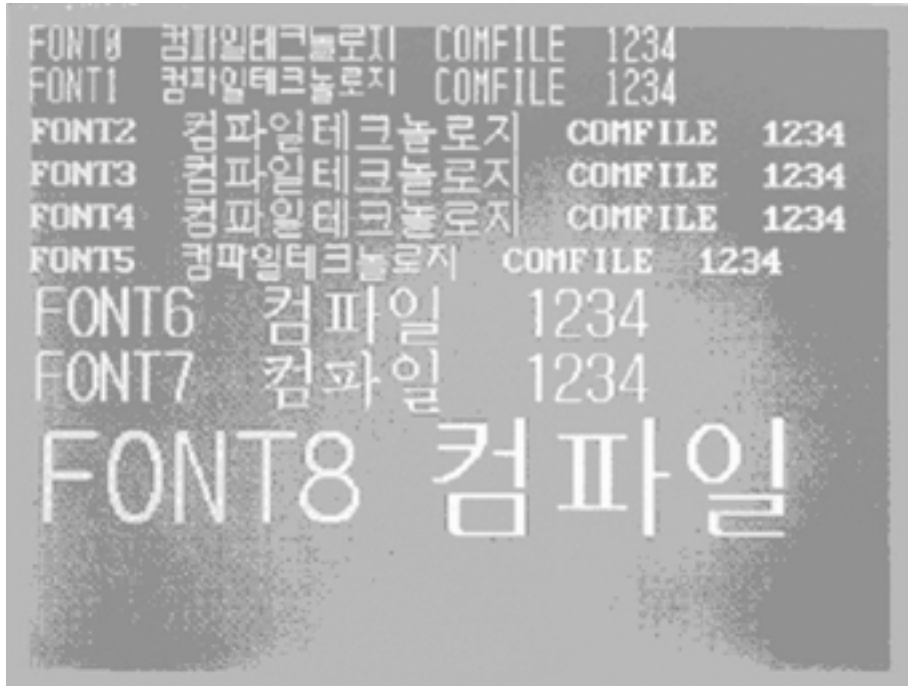 FONT0 컴파일테크놀로지 COMFILE 1234
FONT1 컴파일테크놀로지 COMFILE 1234
FONT2 컴파일테크놀로지 COMFILE 1234
FONT3 컴파일테크놀로지 COMFILE 1234
FONT4 컴파일테크놀로지 COMFILE 1234
FONT5 컴파일테크놀로지 COMFILE 1234
FONT6 컴파일 1234
FONT7 컴파일 1234
FONT8 컴파일